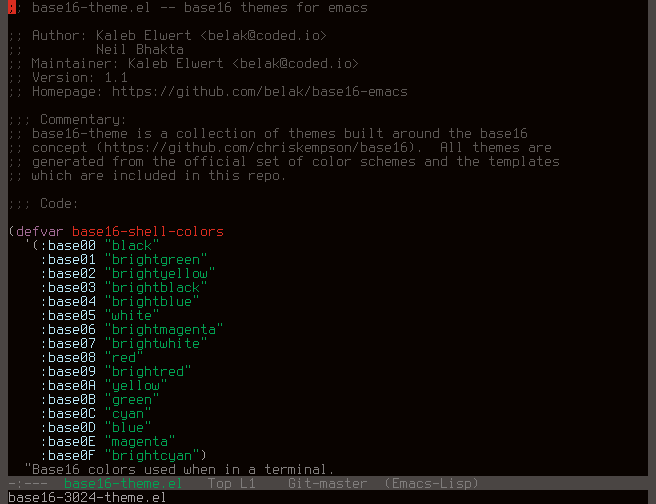 ;; base16-theme.el -- base16 themes for emacs

;; Author: Kaleb Elwert <belak@coded.io>
;;         Neil Bhakta
;; Maintainer: Kaleb Elwert <belak@coded.io>
;; Version: 1.1
;; Homepage: https://github.com/belak/base16-emacs

;;; Commentary:
;; base16-theme is a collection of themes built around the base16
;; concept (https://github.com/chriskempson/base16).  All themes are
;; generated from the official set of color schemes and the templates
;; which are included in this repo.

;;; Code:

(defvar base16-shell-colors
  '(:base00 "black"
    :base01 "brightgreen"
    :base02 "brightyellow"
    :base03 "brightblack"
    :base04 "brightblue"
    :base05 "white"
    :base06 "brightmagenta"
    :base07 "brightwhite"
    :base08 "red"
    :base09 "brightred"
    :base0A "yellow"
    :base0B "green"
    :base0C "cyan"
    :base0D "blue"
    :base0E "magenta"
    :base0F "brightcyan")
  "Base16 colors used when in a terminal.
-:---  base16-theme.el   Top L1    Git-master  (Emacs-Lisp)
base16-3024-theme.el